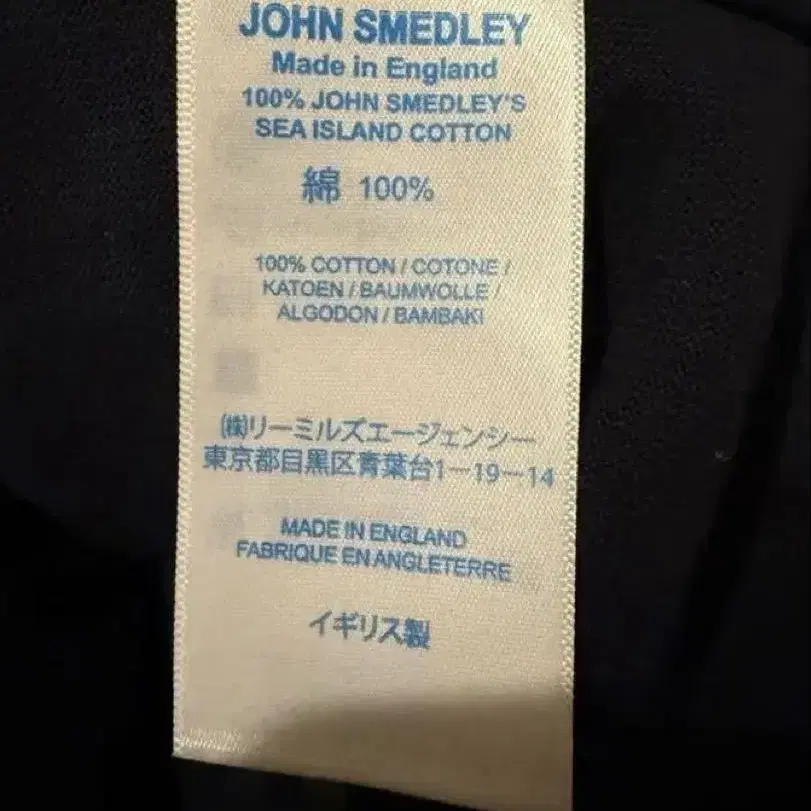 JOHN SMEDLEY
Made in England
100% JOHN SMEDLEY'S
SEA ISLAND COTTON
綿 100%
100% COTTON / COTONE /
KATOEN / BAUMWOLLE /
ALGODON / BAMBAKI
㈱リーミルズエージェンシー
東京都目黒区青葉台1-19-14
MADE IN ENGLAND
FABRIQUE EN ANGLETERRE
イギリス製